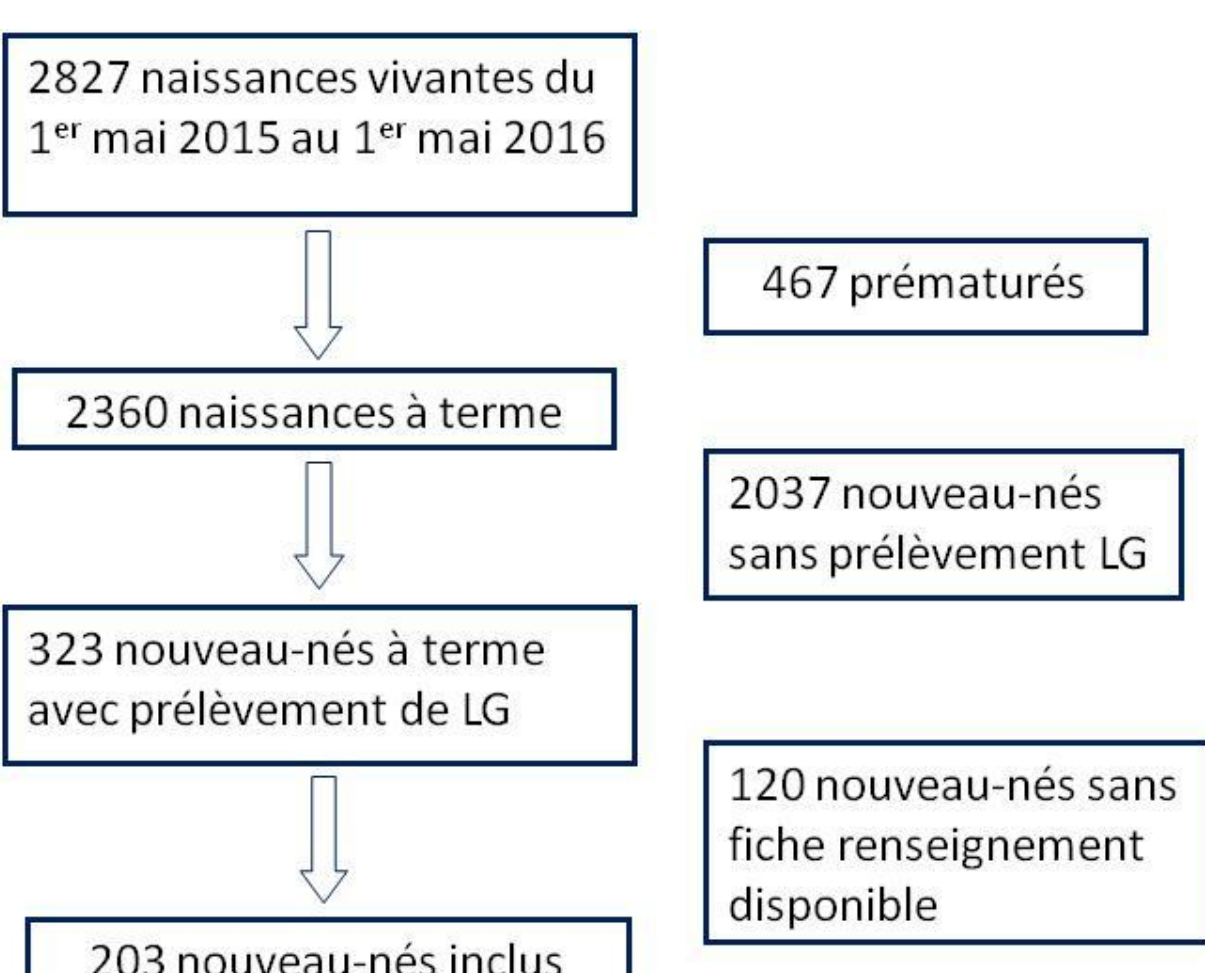 2827 naissances vivantes du
1er mai 2015 au 1er mai 2016
467 prématurés
2360 naissances à terme
2037 nouveau-nés
sans prélèvement LG
323 nouveau-nés à terme
avec prélèvement de LG
120 nouveau-nés sans
fiche renseignement
disponible
203 nouveau-nés inclus